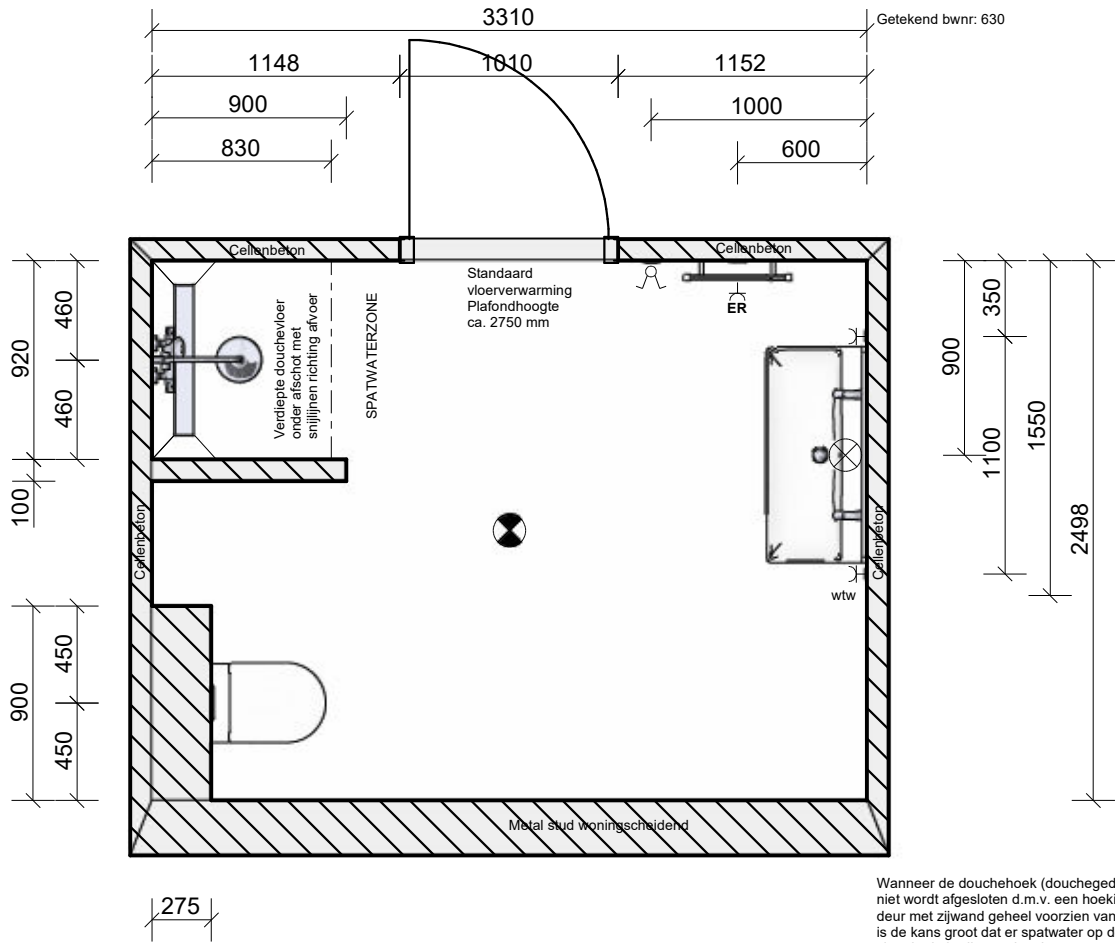 3310
Getekend bwnr: 630
1148
1010
1152
900
1000
830
600
Cellenbeton
Cellenbeton
Standaard
vloerverwarming
Plafondhoogte
ca. 2750 mm
ER
460
920
460
100
Verdiepte douchevloer
onder afschot met
snijlijnen richting afvoer
SPATWATERZONE
350
900
1100
1550
2498
Cellenbeton
Cellenbeton
wtw
450
900
450
Metal stud woningscheidend
275
Wanneer de douchehoek (doucheged
niet wordt afgesloten d.m.v. een hoeki
deur met zijwand geheel voorzien van
is de kans groot dat er spatwater op d